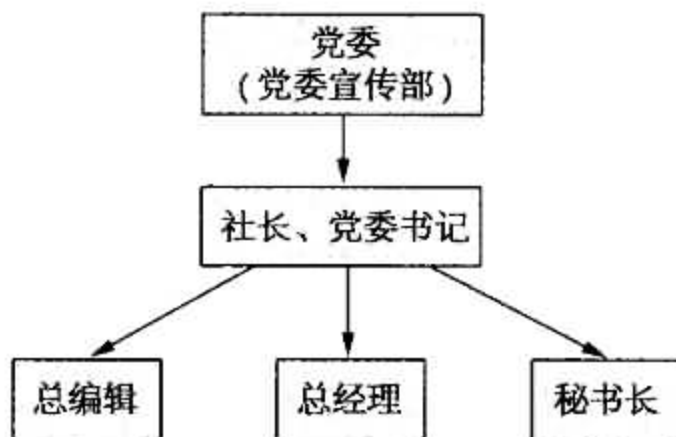 党委
（党委宣传部）
社长、党委书记
总编辑
总经理
秘书长